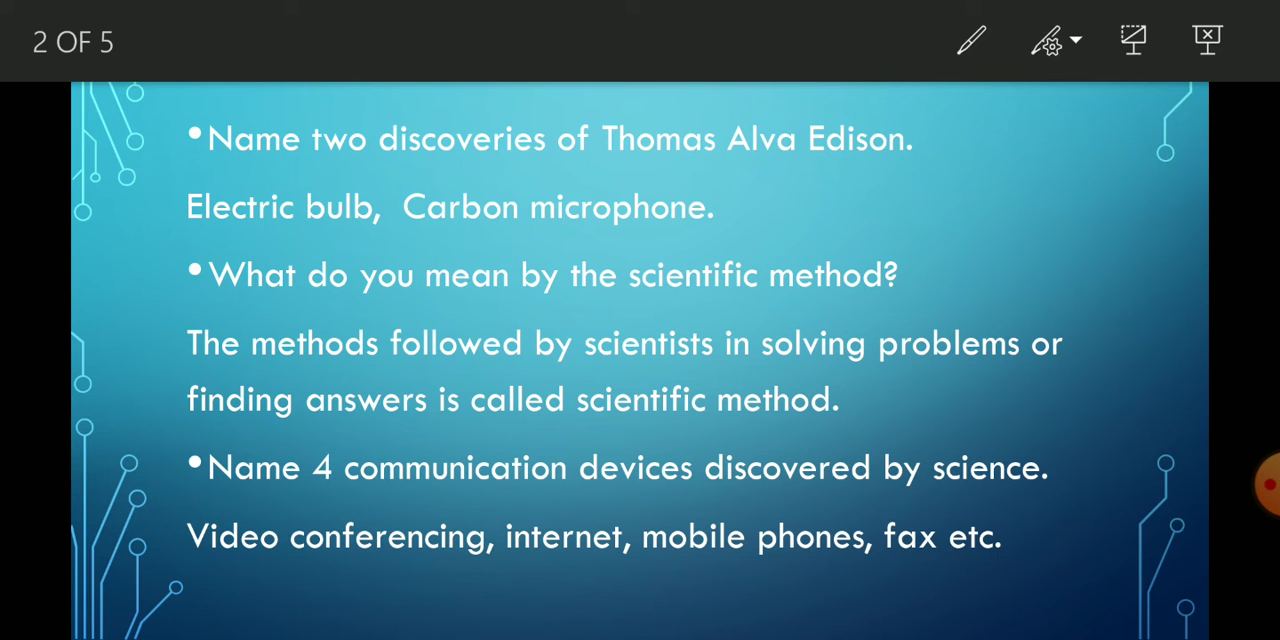 2 OF 5
•Name two discoveries of Thomas Alva Edison.
Electric bulb,  Carbon microphone.
•What do you mean by the scientific method?
The methods followed by scientists in solving problems or
finding answers is called scientific method.
•Name 4 communication devices discovered by science.
Video conferencing, internet, mobile phones, fax etc.